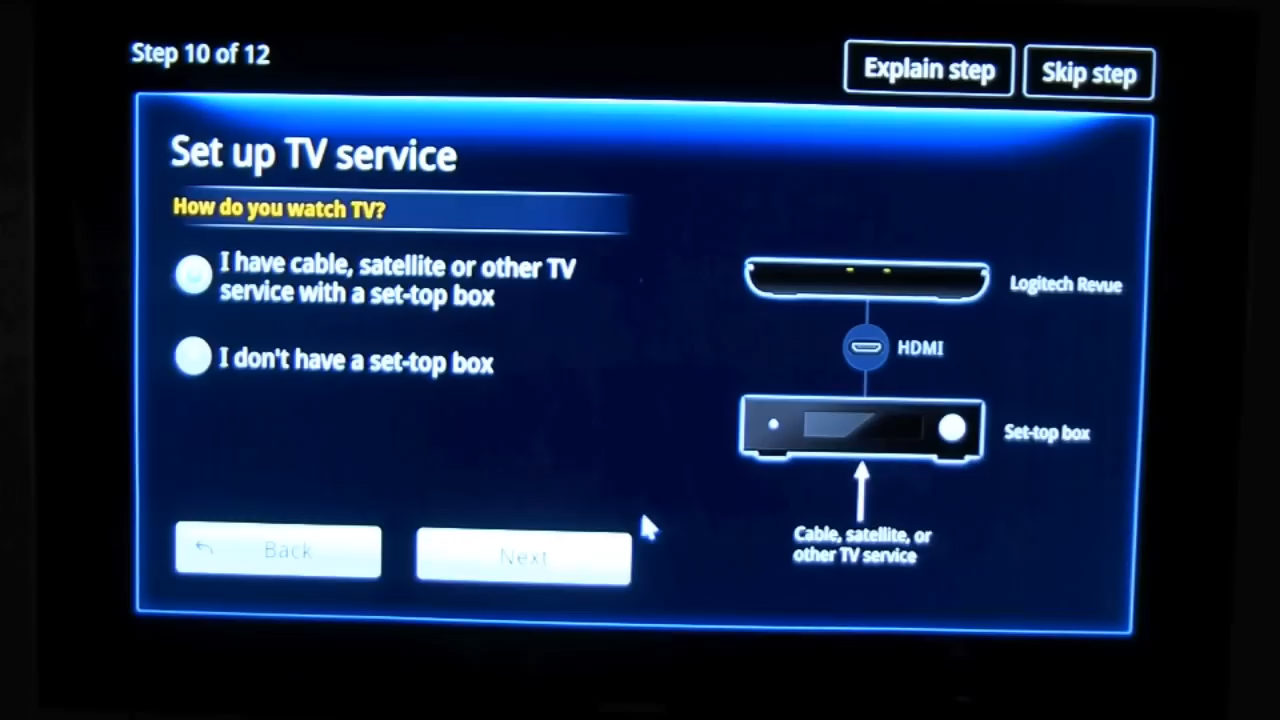 Step 10 of 12
Explain step
Skip step
Set up TV service
How do you watch TV?
I have cable, satellite or other TV
service with a set-top box
I don't have a set-top box
Logitech Revue
HDMI
Set-top box
Cable, satellite, or
other TV service
Back
Next